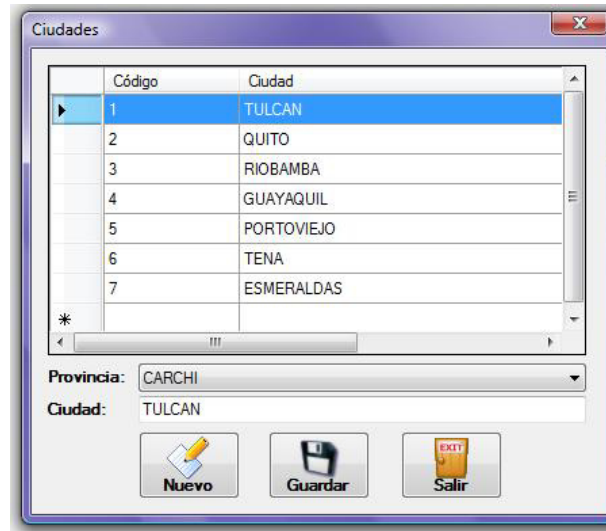 Ciudades
Código Ciudad
1 TULCAN
2 QUITO
3 RIOBAMBA
4 GUAYAQUIL
5 PORTOVIEJO
6 TENA
7 ESMERALDAS
Provincia: CARCHI
Ciudad: TULCAN
EXIT
Nuevo Guardar Salir